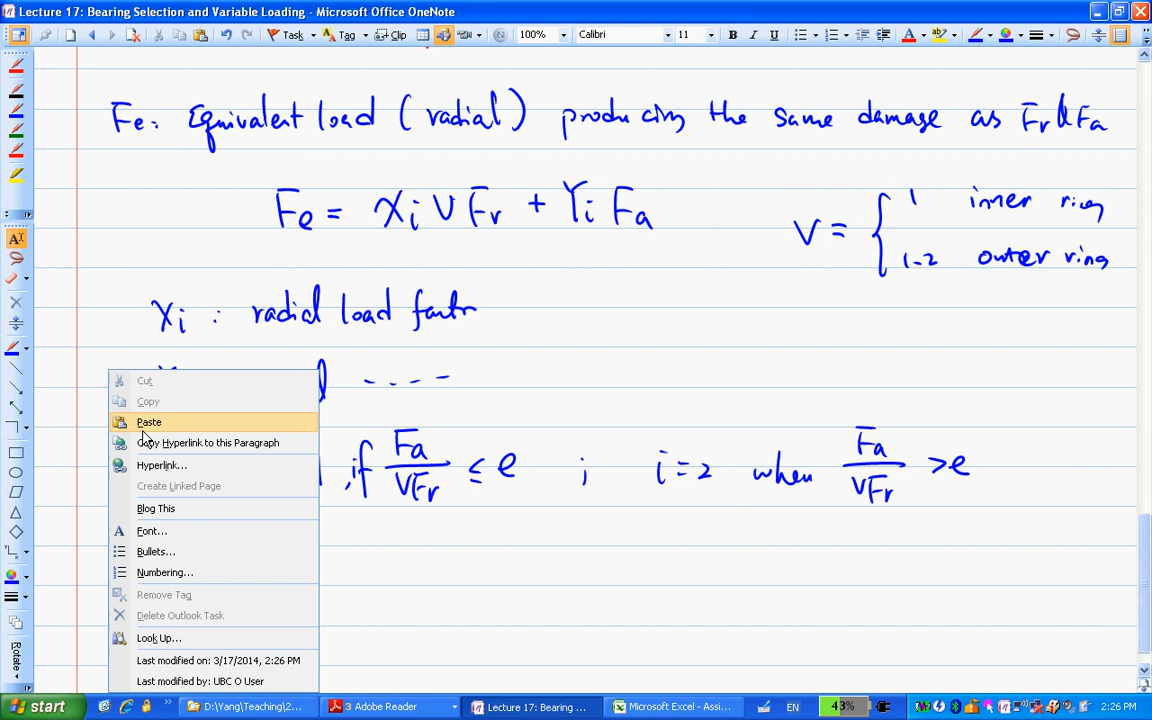 Lecture 17: Bearing Selection and Variable Loading - Microsoft Office OneNote
Task Tag Clip 100% Calibri 11 B I U
Fe: Equivalent load (radial) producing the same damage as Fr & Fa
Fe = Xi V Fr + Yi Fa
V = { 1 inner ring
1.2 outer ring
Xi : radial load factor
- - - -
, if Fa/VFr ≤ e ; i = 2 when Fa/VFr > e
Cut
Copy
Paste
Copy Hyperlink to this Paragraph
Hyperlink...
Create Linked Page
Blog This
Font...
Bullets...
Numbering...
Remove Tag
Delete Outlook Task
Look Up...
Last modified on: 3/17/2014, 2:26 PM
Last modified by: UBC O User
Rotate
start D:\Yang\Teaching\2... 3 Adobe Reader Lecture 17: Bearing ... Microsoft Excel - Assi... EN 43% 2:26 PM